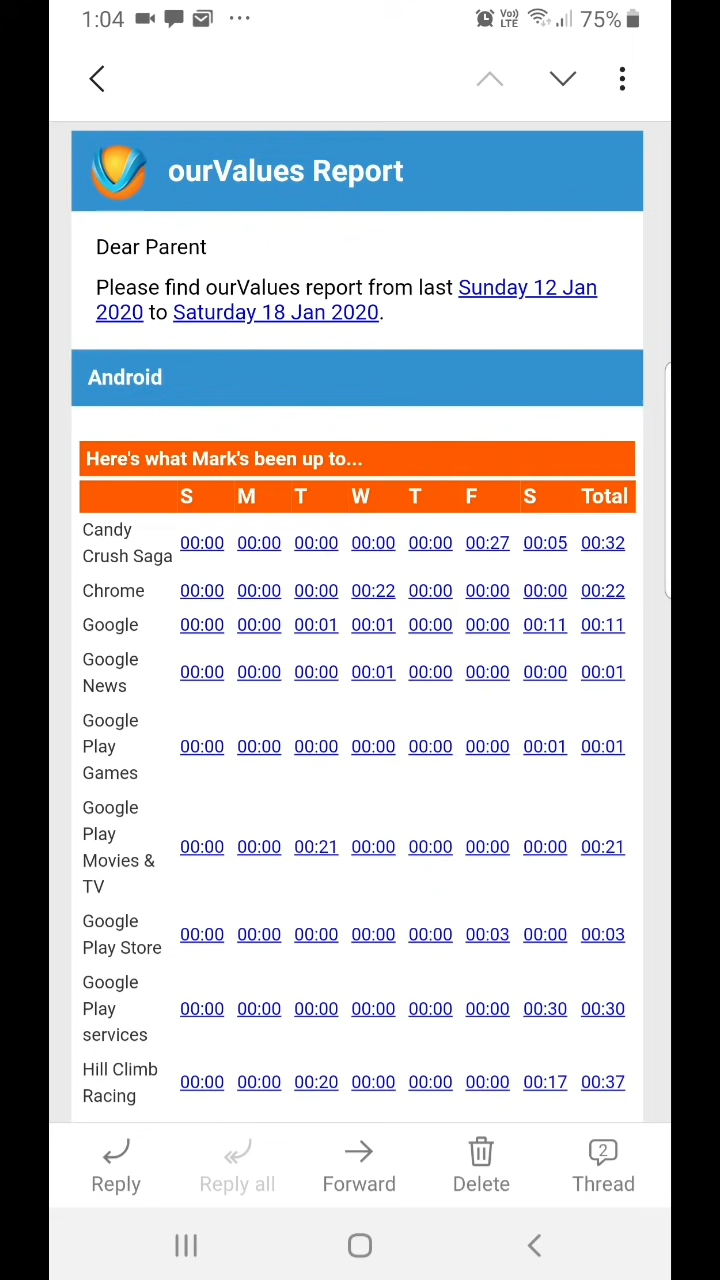 1:04 Vo)) LTE 75%
ourValues Report
Dear Parent
Please find ourValues report from last Sunday 12 Jan
2020 to Saturday 18 Jan 2020.
Android
Here's what Mark's been up to...
S M T W T F S Total
Candy
Crush Saga 00:00 00:00 00:00 00:00 00:00 00:27 00:05 00:32
Chrome 00:00 00:00 00:00 00:22 00:00 00:00 00:00 00:22
Google 00:00 00:00 00:01 00:01 00:00 00:00 00:11 00:11
Google
News 00:00 00:00 00:00 00:01 00:00 00:00 00:00 00:01
Google
Play
Games 00:00 00:00 00:00 00:00 00:00 00:00 00:01 00:01
Google
Play
Movies &
TV 00:00 00:00 00:21 00:00 00:00 00:00 00:00 00:21
Google
Play Store 00:00 00:00 00:00 00:00 00:00 00:03 00:00 00:03
Google
Play
services 00:00 00:00 00:00 00:00 00:00 00:00 00:30 00:30
Hill Climb
Racing 00:00 00:00 00:20 00:00 00:00 00:00 00:17 00:37
2
Reply Reply all Forward Delete Thread